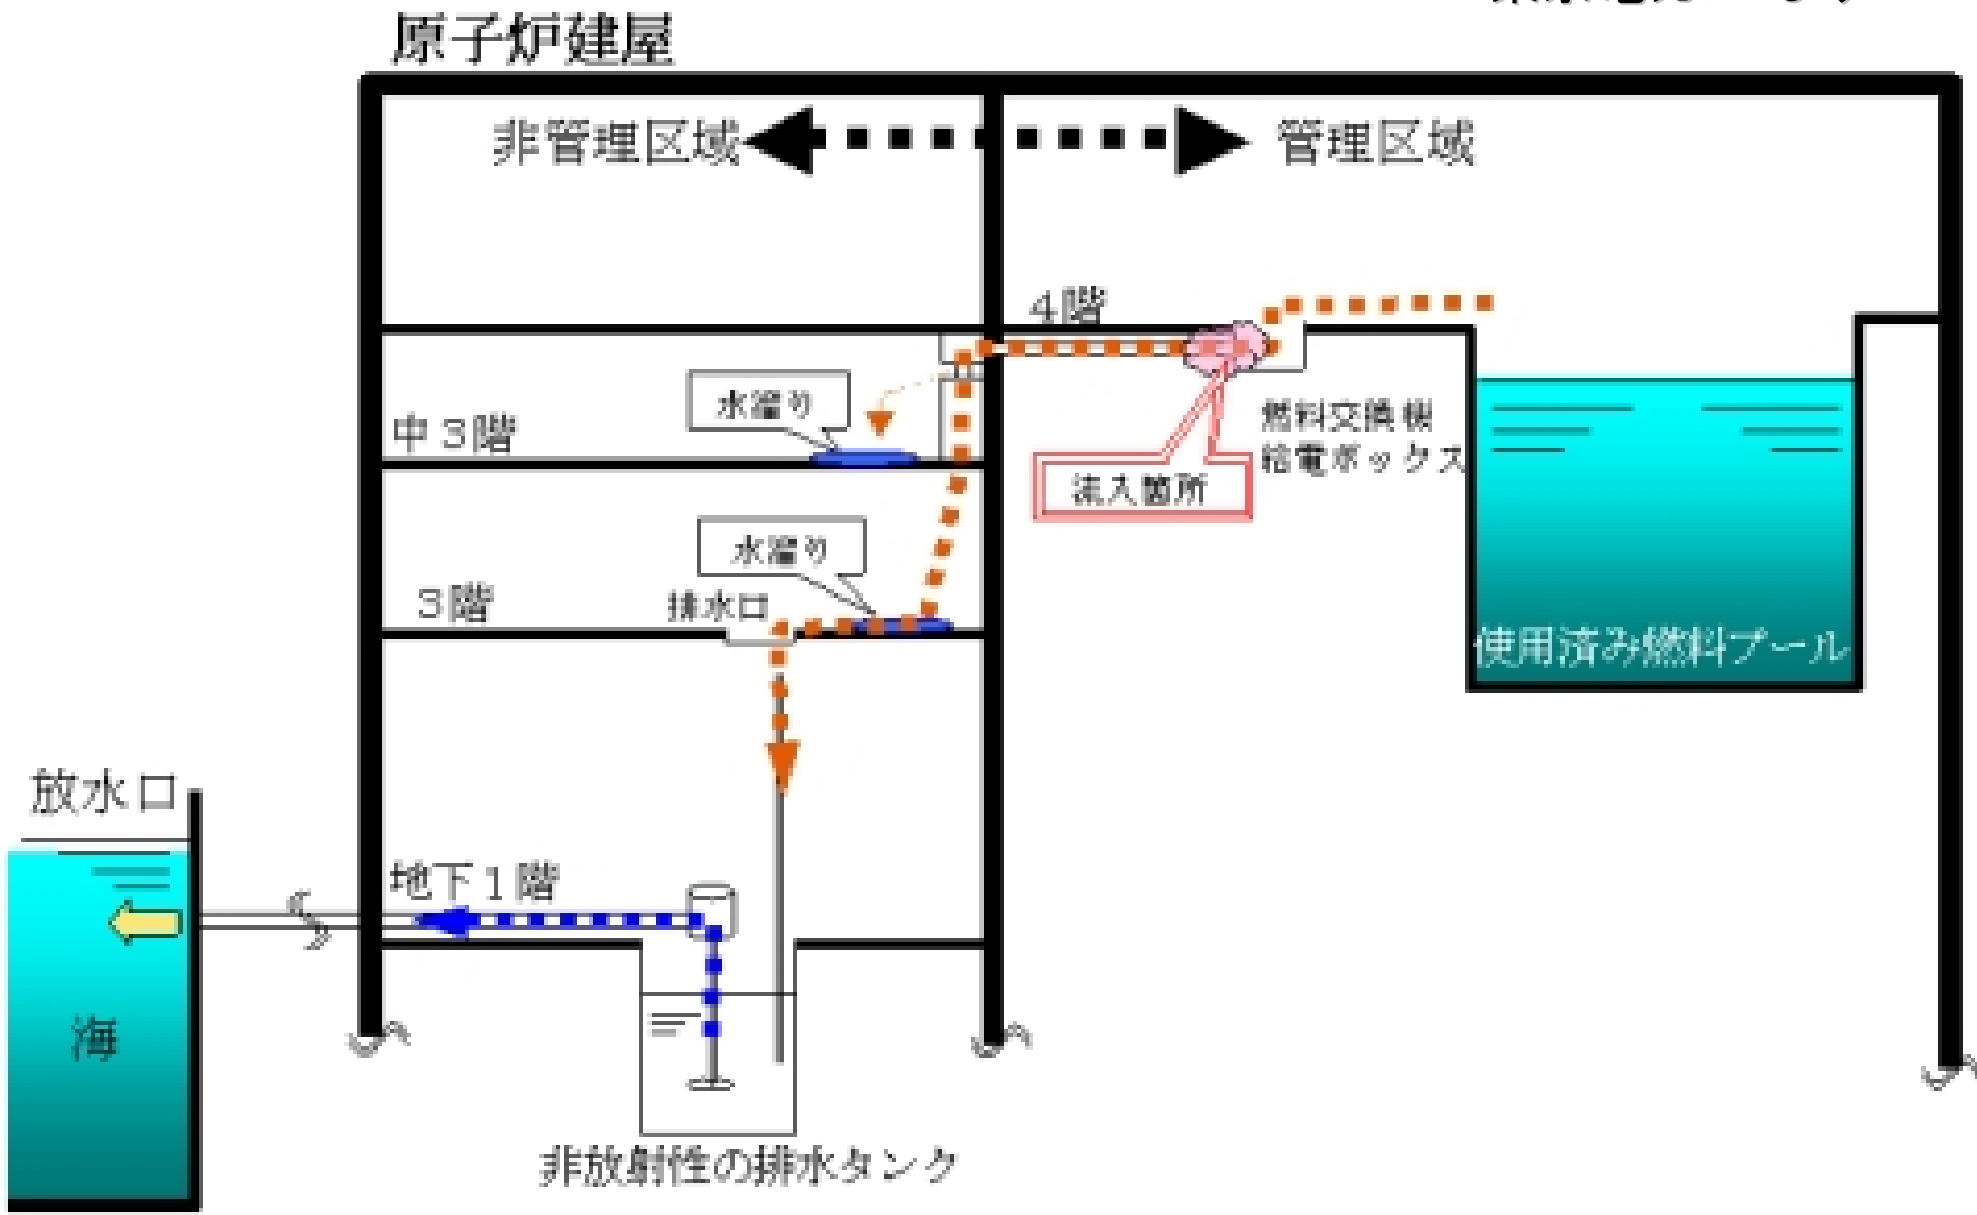 原子炉建屋
非管理区域
管理区域
4階
水溜り
中3階
燃料交換機
給電ボックス
流入箇所
水溜り
3階
排水口
使用済み燃料プール
放水口
地下1階
海
非放射性の排水タンク